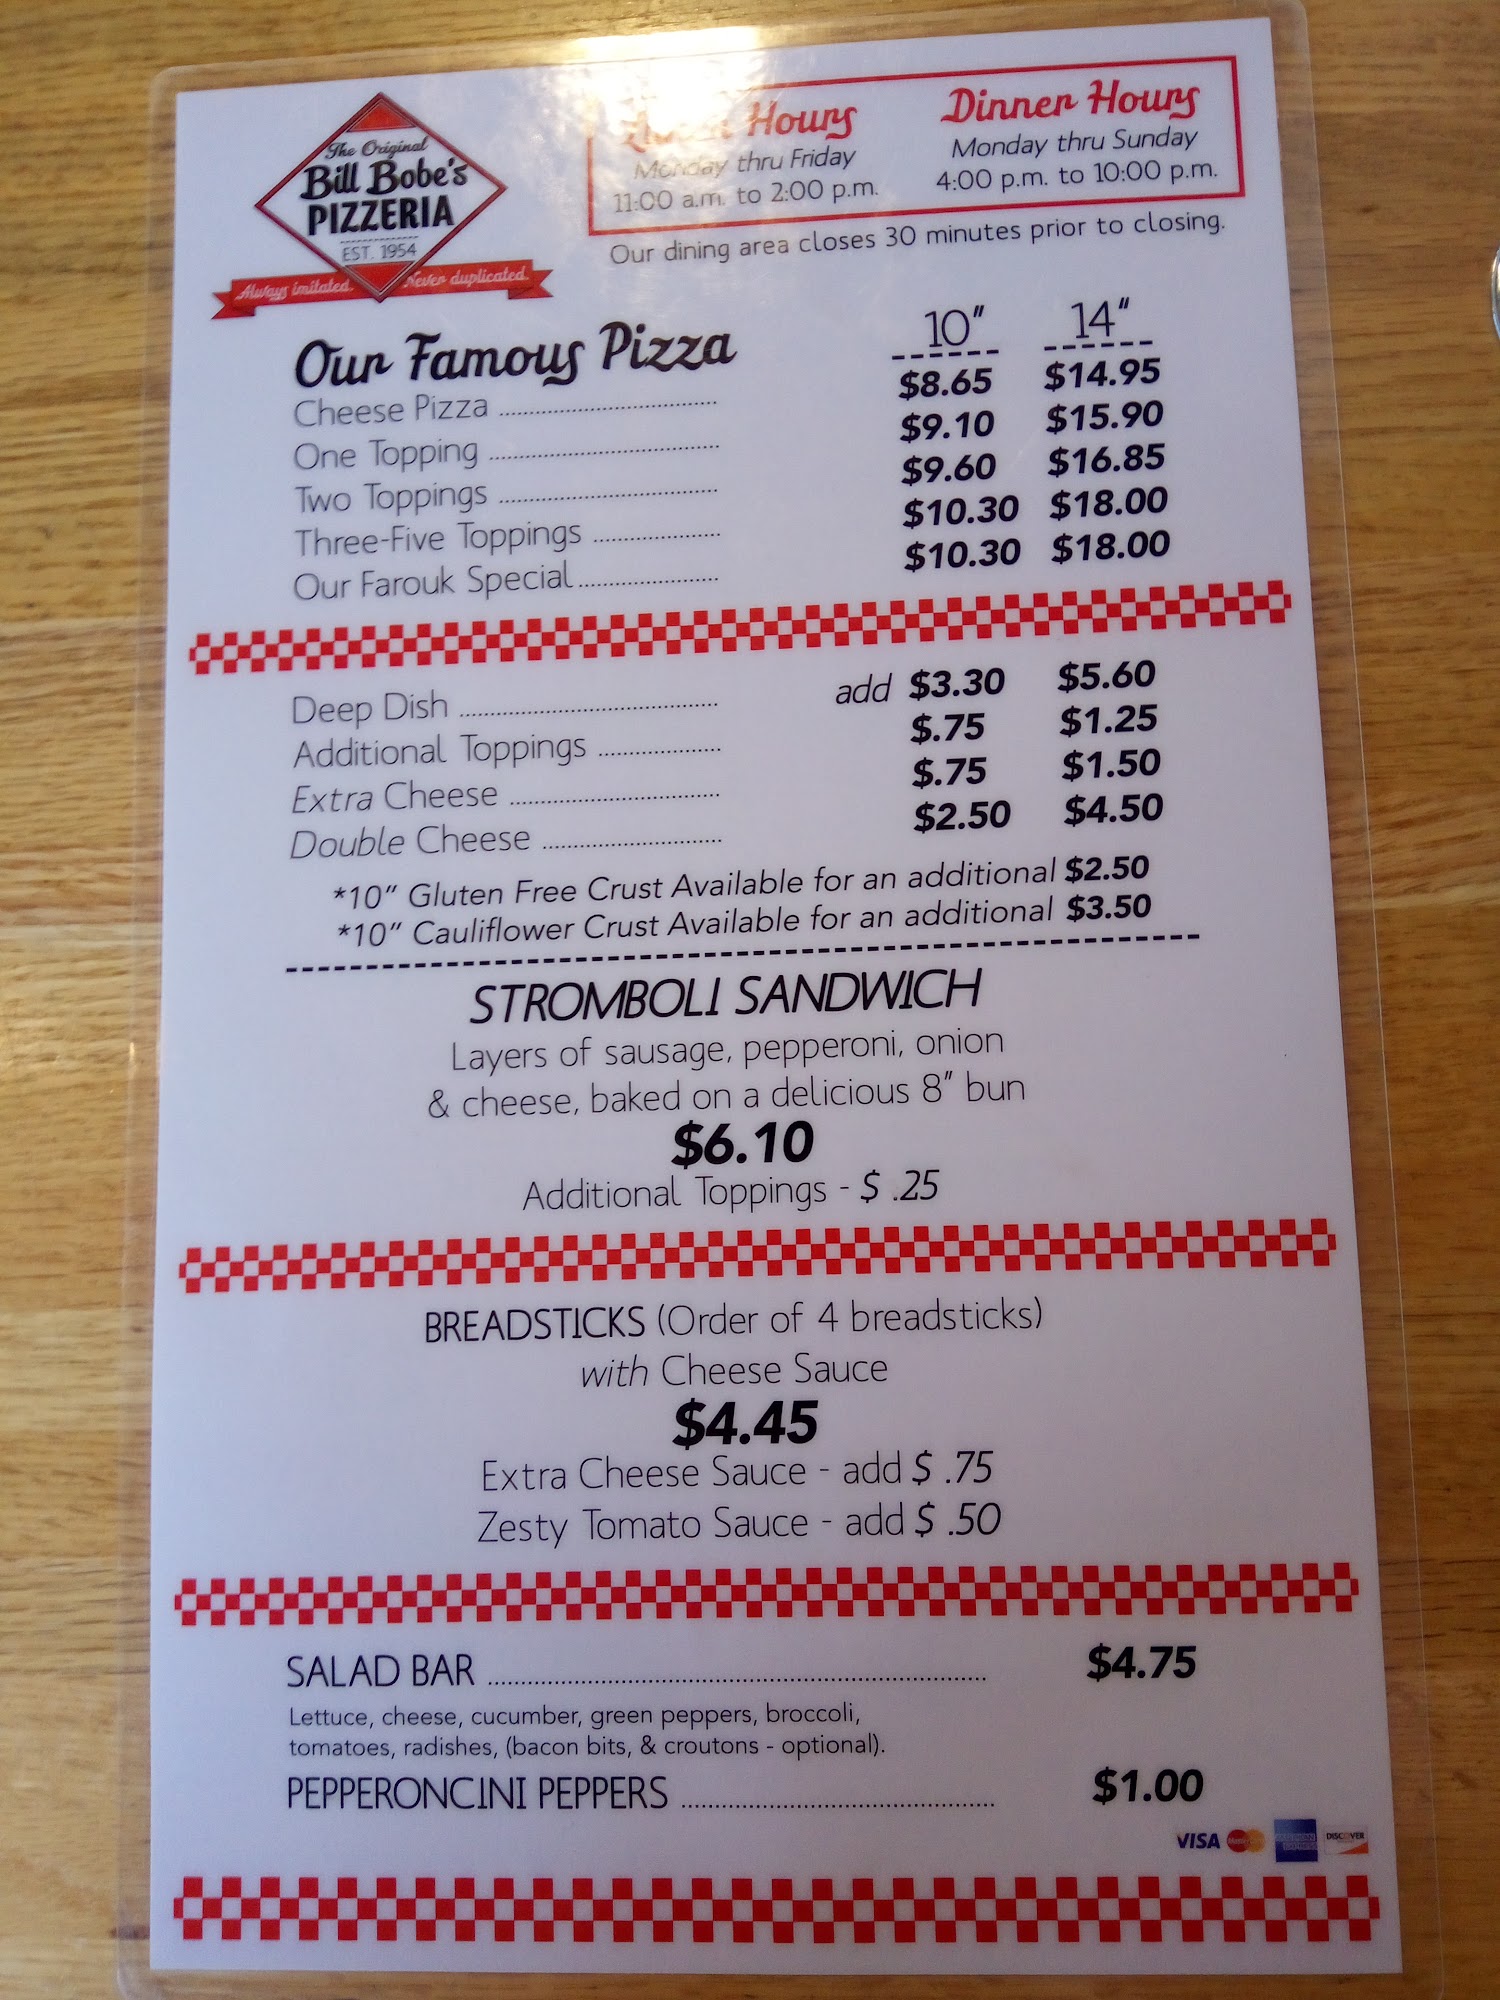 The Original
Bill Bobe's
PIZZERIA
EST. 1954
Always imitated. Never duplicated.
Lunch Hours
Monday thru Friday
11:00 a.m. to 2:00 p.m.
Dinner Hours
Monday thru Sunday
4:00 p.m. to 10:00 p.m.
Our dining area closes 30 minutes prior to closing.
Our Famous Pizza 10" 14"
Cheese Pizza $8.65 $14.95
One Topping $9.10 $15.90
Two Toppings $9.60 $16.85
Three-Five Toppings $10.30 $18.00
Our Farouk Special $10.30 $18.00
Deep Dish add $3.30 $5.60
Additional Toppings $.75 $1.25
Extra Cheese $.75 $1.50
Double Cheese $2.50 $4.50
*10" Gluten Free Crust Available for an additional $2.50
*10" Cauliflower Crust Available for an additional $3.50
STROMBOLI SANDWICH
Layers of sausage, pepperoni, onion
& cheese, baked on a delicious 8" bun
$6.10
Additional Toppings - $ .25
BREADSTICKS (Order of 4 breadsticks)
with Cheese Sauce
$4.45
Extra Cheese Sauce - add $ .75
Zesty Tomato Sauce - add $ .50
SALAD BAR $4.75
Lettuce, cheese, cucumber, green peppers, broccoli,
tomatoes, radishes, (bacon bits, & croutons - optional).
PEPPERONCINI PEPPERS $1.00
VISA MasterCard AMERICAN EXPRESS DISCOVER